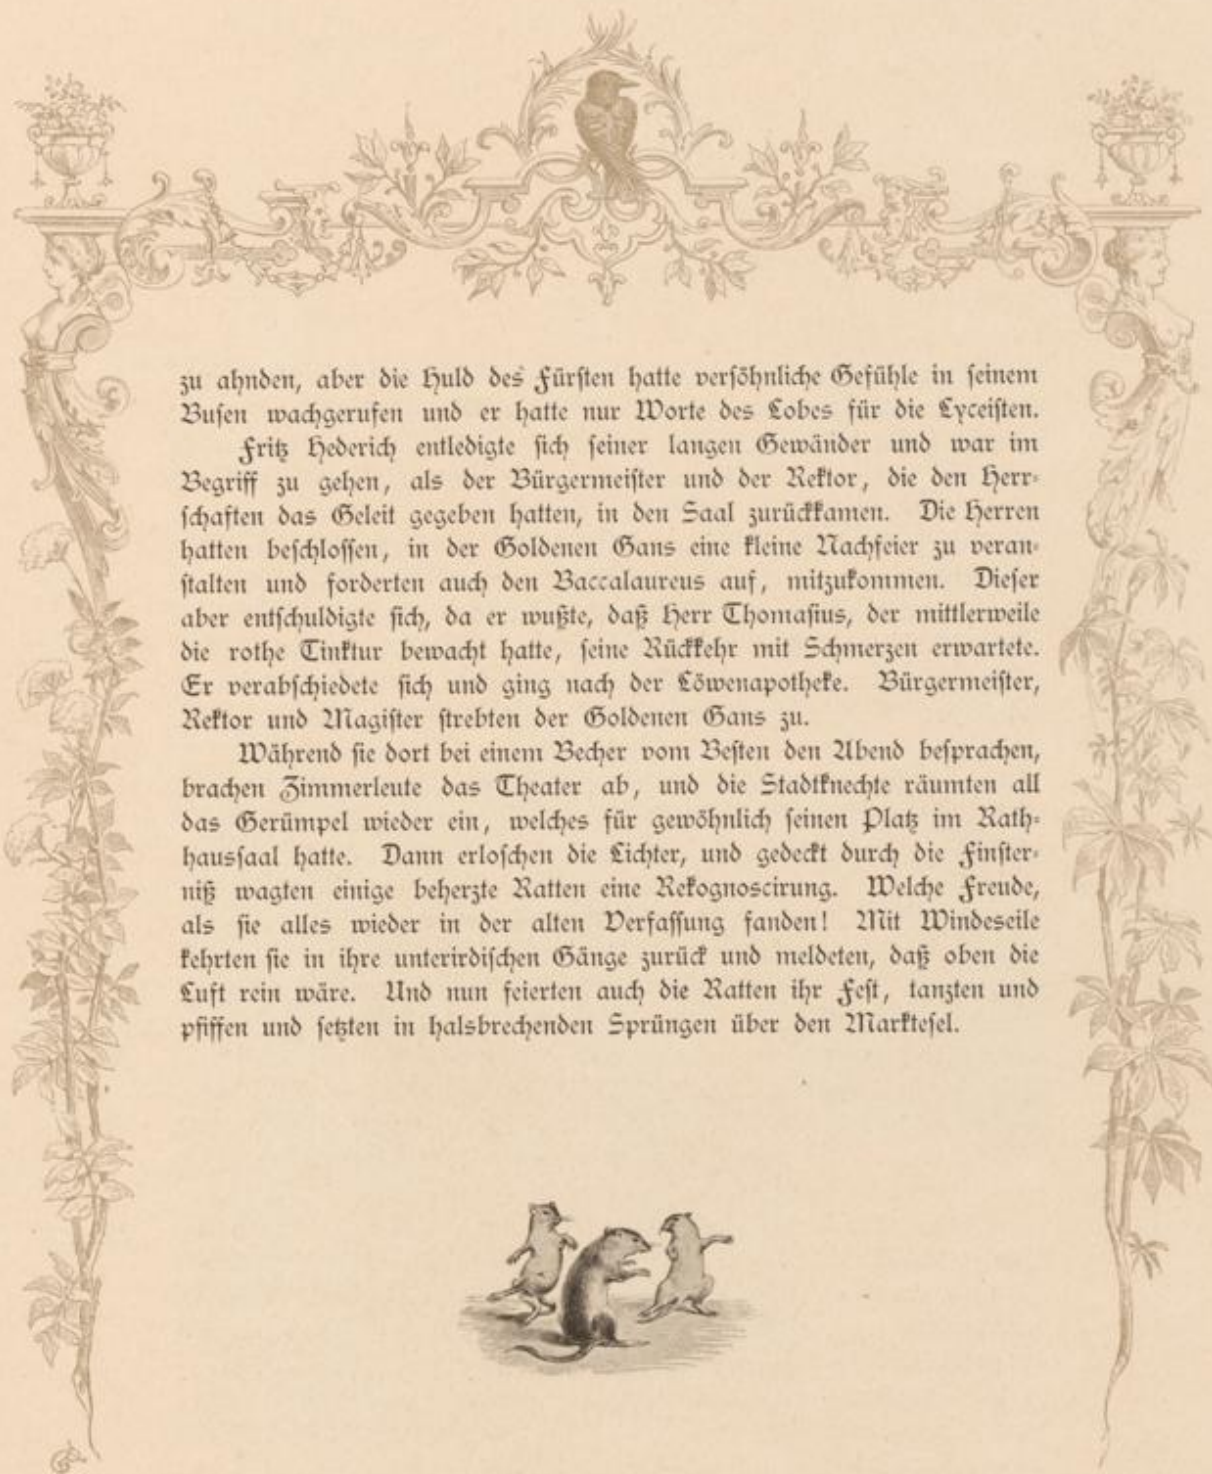 zu ahnden, aber die Huld des Fürsten hatte versöhnliche Gefühle in seinem
Busen wachgerufen und er hatte nur Worte des Lobes für die Lyceisten.
Fritz Hederich entledigte sich seiner langen Gewänder und war im
Begriff zu gehen, als der Bürgermeister und der Rektor, die den Herr-
schaften das Geleit gegeben hatten, in den Saal zurückkamen. Die Herren
hatten beschlossen, in der Goldenen Gans eine kleine Nachfeier zu veran-
stalten und forderten auch den Baccalaureus auf, mitzukommen. Dieser
aber entschuldigte sich, da er wußte, daß Herr Thomasius, der mittlerweile
die rothe Tinktur bewacht hatte, seine Rückkehr mit Schmerzen erwartete.
Er verabschiedete sich und ging nach der Löwenapotheke. Bürgermeister,
Rektor und Magister strebten der Goldenen Gans zu.
Während sie dort bei einem Becher vom Besten den Abend besprachen,
brachen Zimmerleute das Theater ab, und die Stadtknechte räumten all
das Gerümpel wieder ein, welches für gewöhnlich seinen Platz im Rath-
haussaal hatte. Dann erloschen die Lichter, und gedeckt durch die Finster-
niß wagten einige beherzte Ratten eine Rekognoscirung. Welche Freude,
als sie alles wieder in der alten Verfassung fanden! Mit Windeseile
kehrten sie in ihre unterirdischen Gänge zurück und meldeten, daß oben die
Luft rein wäre. Und nun feierten auch die Ratten ihr Fest, tanzten und
pfiffen und setzten in halsbrechenden Sprüngen über den Marktesel.